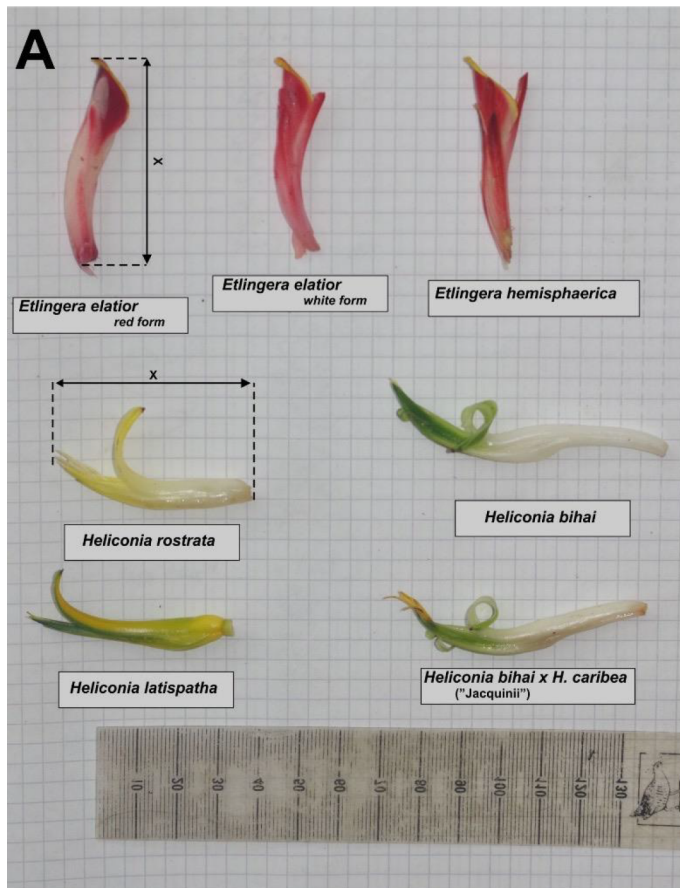 A
X
Etlingera elatior
red form
Etlingera elatior
white form
Etlingera hemisphaerica
X
Heliconia rostrata
Heliconia bihai
Heliconia latispatha
Heliconia bihai x H. caribea
("Jacquinii")
10 20 30 40 50 60 70 80 90 100 110 120 130